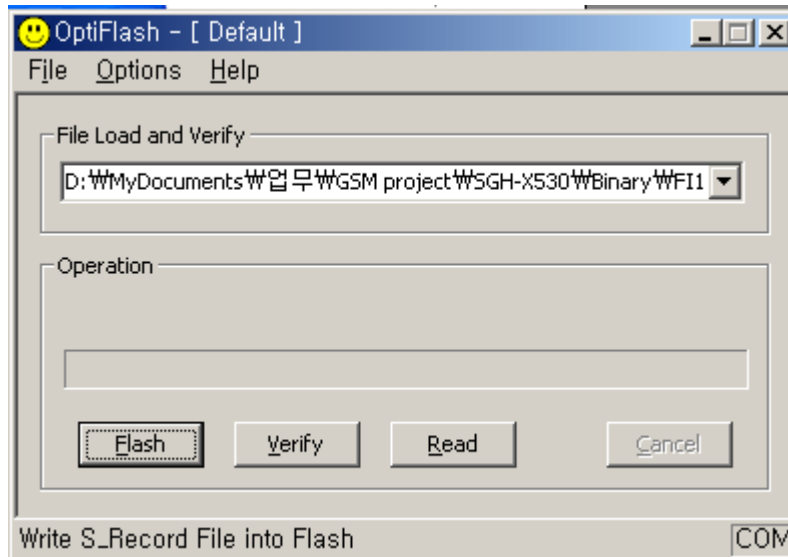 OptiFlash - [ Default ]
File Options Help
File Load and Verify
D:₩MyDocuments₩업무₩GSM project₩SGH-X530₩Binary₩FI1
Operation
Flash Verify Read Cancel
Write S_Record File into Flash COM